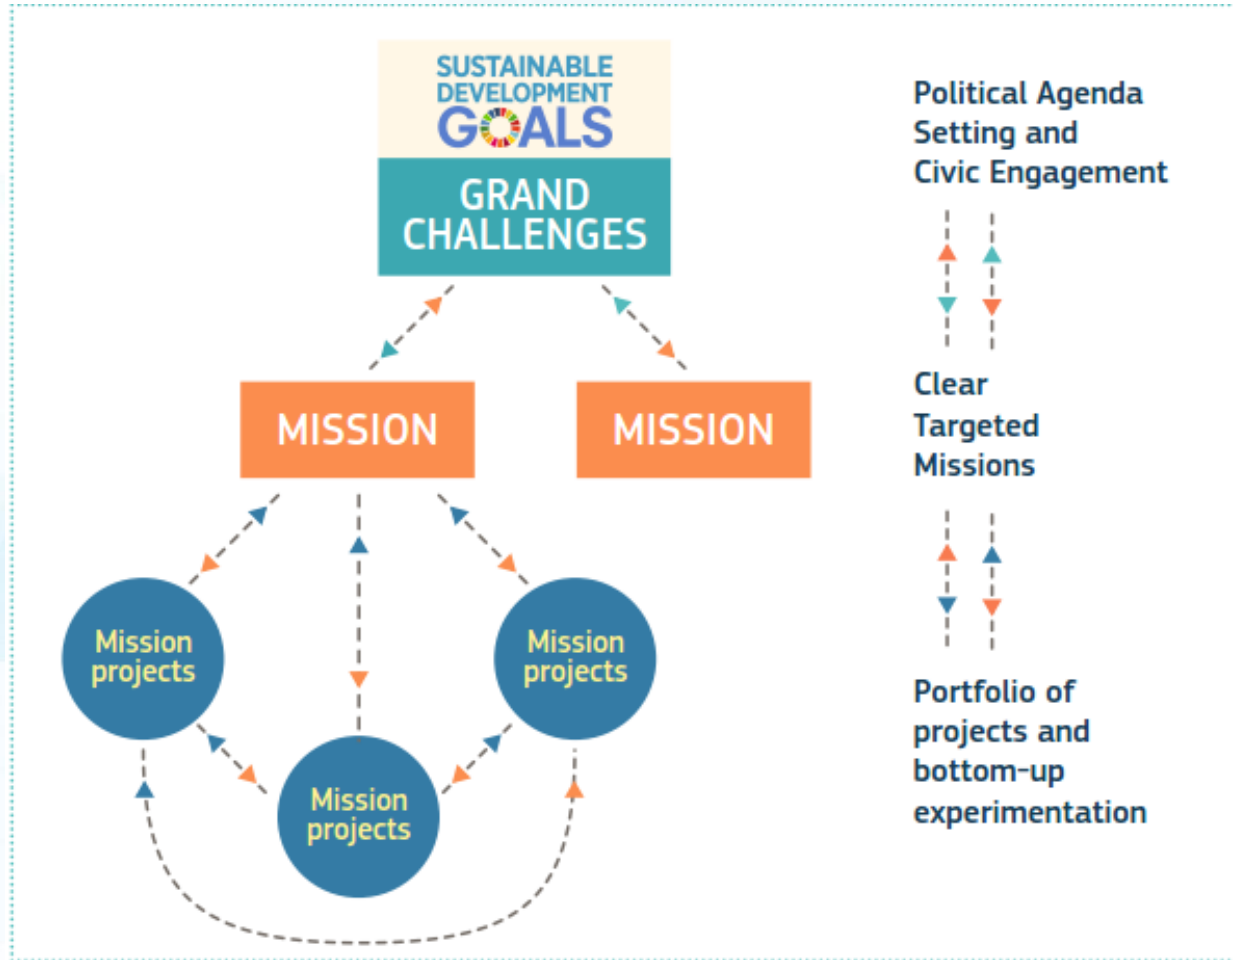 SUSTAINABLE
DEVELOPMENT
GOALS
GRAND
CHALLENGES
MISSION
MISSION
Mission
projects
Mission
projects
Mission
projects
Political Agenda
Setting and
Civic Engagement
Clear
Targeted
Missions
Portfolio of
projects and
bottom-up
experimentation